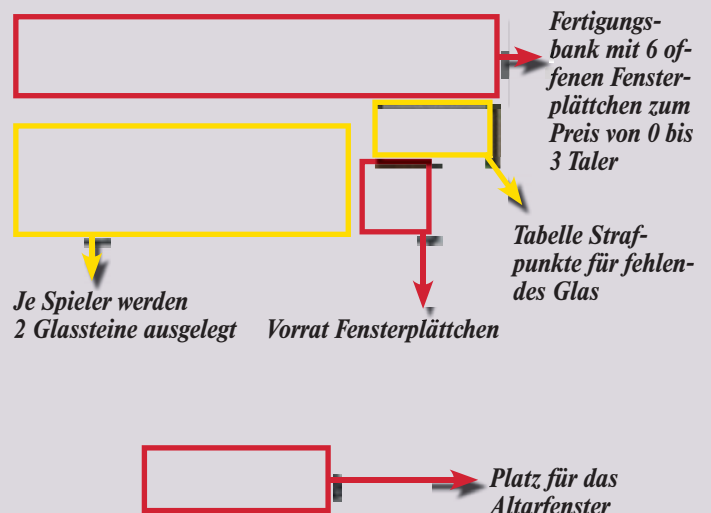 Fertigungs-
bank mit 6 of-
fenen Fenster-
plättchen zum
Preis von 0 bis
3 Taler
Tabelle Straf-
punkte für fehlen-
des Glas
Je Spieler werden
2 Glassteine ausgelegt
Vorrat Fensterplättchen
Platz für das
Altarfenster